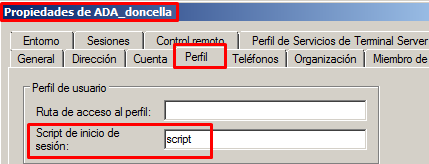 Propiedades de ADA_doncella
Entorno Sesiones Control remoto Perfil de Servicios de Terminal Server
General Dirección Cuenta Perfil Teléfonos Organización Miembro de
Perfil de usuario
Ruta de acceso al perfil:
Script de inicio de
sesión: script